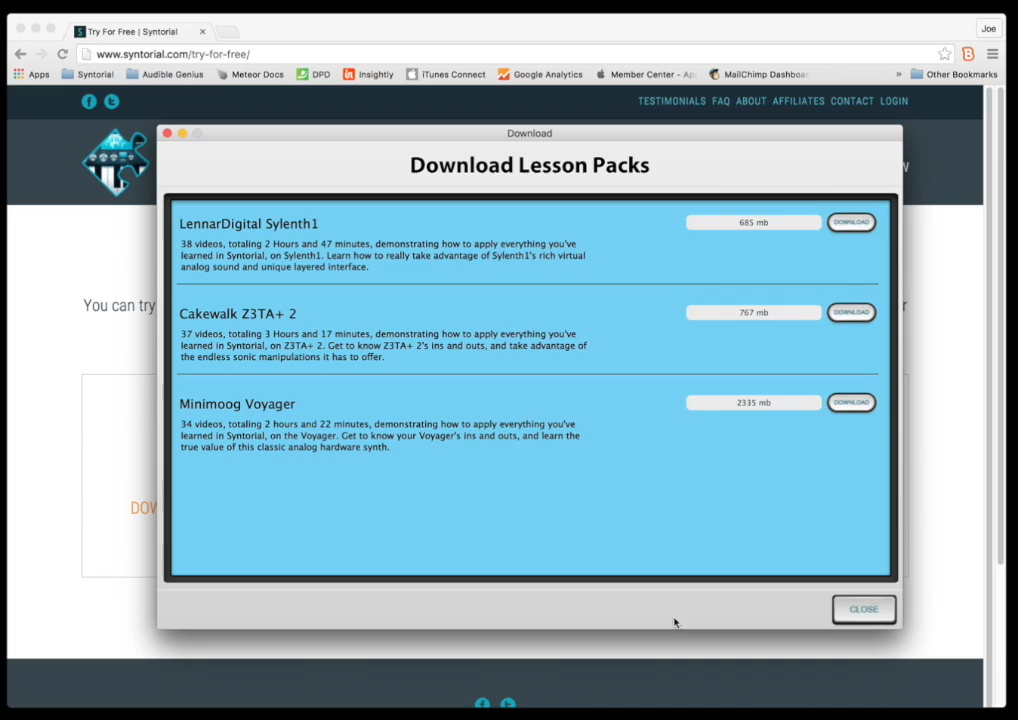 Try For Free | Syntorial
Joe
www.syntorial.com/try-for-free/
Apps Syntorial Audible Genius Meteor Docs DPD Insightly iTunes Connect Google Analytics Member Center - Ap MailChimp Dashboa » Other Bookmarks
TESTIMONIALS FAQ ABOUT AFFILIATES CONTACT LOGIN
Download
Download Lesson Packs
LennarDigital Sylenth1
685 mb
DOWNLOAD
38 videos, totaling 2 Hours and 47 minutes, demonstrating how to apply everything you've
learned in Syntorial, on Sylenth1. Learn how to really take advantage of Sylenth1's rich virtual
analog sound and unique layered interface.
Cakewalk Z3TA+ 2
767 mb
DOWNLOAD
37 videos, totaling 3 Hours and 17 minutes, demonstrating how to apply everything you've
learned in Syntorial, on Z3TA+ 2. Get to know Z3TA+ 2's ins and outs, and take advantage of
the endless sonic manipulations it has to offer.
Minimoog Voyager
2335 mb
DOWNLOAD
34 videos, totaling 2 hours and 22 minutes, demonstrating how to apply everything you've
learned in Syntorial, on the Voyager. Get to know your Voyager's ins and outs, and learn the
true value of this classic analog hardware synth.
You can try
DOW
CLOSE